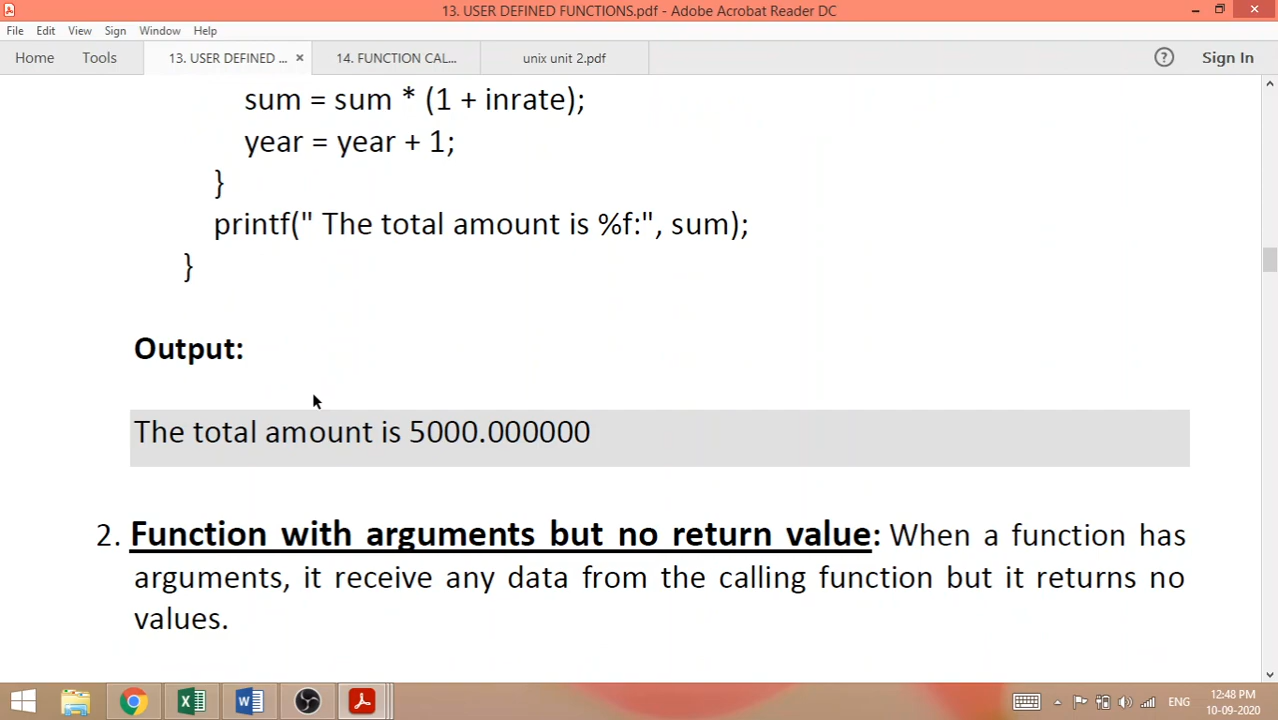 13. USER DEFINED FUNCTIONS.pdf - Adobe Acrobat Reader DC
File Edit View Sign Window Help
Home Tools 13. USER DEFINED ... × 14. FUNCTION CAL... unix unit 2.pdf ? Sign In
sum = sum * (1 + inrate);
year = year + 1;
}
printf(" The total amount is %f:", sum);
}
Output:
The total amount is 5000.000000
2. Function with arguments but no return value: When a function has
arguments, it receive any data from the calling function but it returns no
values.
ENG 12:48 PM
10-09-2020